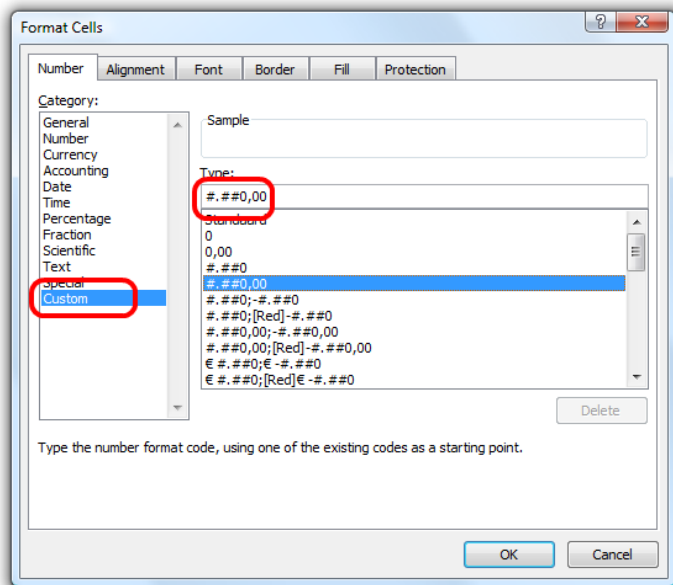 Format Cells
Number Alignment Font Border Fill Protection
Category:
General
Number
Currency
Accounting
Date
Time
Percentage
Fraction
Scientific
Text
Special
Custom
Sample
Type:
#.##0,00
Standaard
0
0,00
#.##0
#.##0,00
#.##0;-#.##0
#.##0;[Red]-#.##0
#.##0,00;-#.##0,00
#.##0,00;[Red]-#.##0,00
€ #.##0;€ -#.##0
€ #.##0;[Red]€ -#.##0
Delete
Type the number format code, using one of the existing codes as a starting point.
OK Cancel